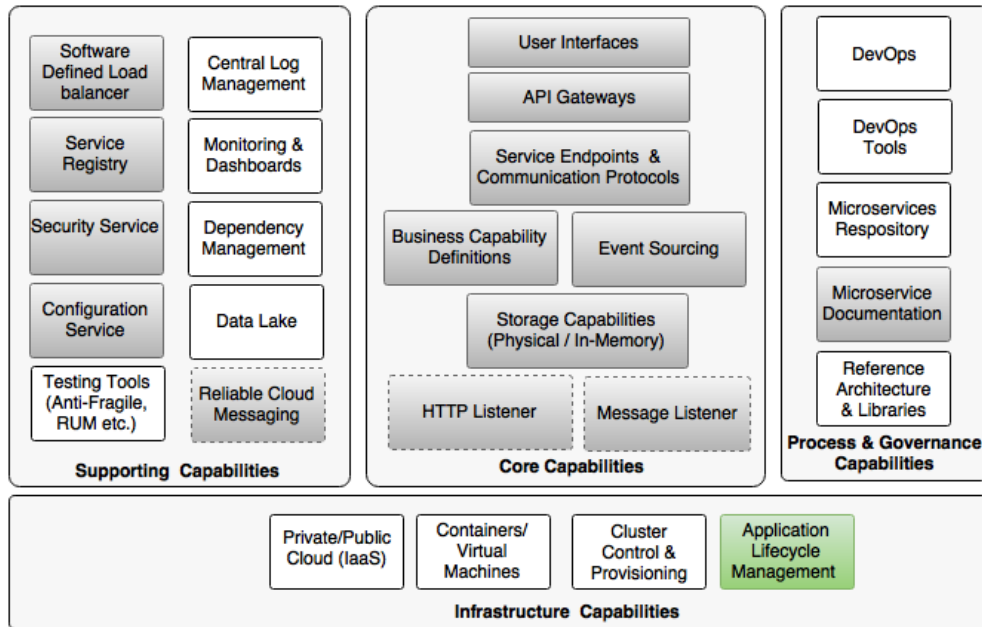 Software
Defined Load
balancer
Central Log
Management
Service
Registry
Monitoring &
Dashboards
Security Service
Dependency
Management
Configuration
Service
Data Lake
Testing Tools
(Anti-Fragile,
RUM etc.)
Reliable Cloud
Messaging
Supporting Capabilities
User Interfaces
API Gateways
Service Endpoints &
Communication Protocols
Business Capability
Definitions
Event Sourcing
Storage Capabilities
(Physical / In-Memory)
HTTP Listener
Message Listener
Core Capabilities
DevOps
DevOps
Tools
Microservices
Respository
Microservice
Documentation
Reference
Architecture
& Libraries
Process & Governance
Capabilities
Private/Public
Cloud (IaaS)
Containers/
Virtual
Machines
Cluster
Control &
Provisioning
Application
Lifecycle
Management
Infrastructure Capabilities